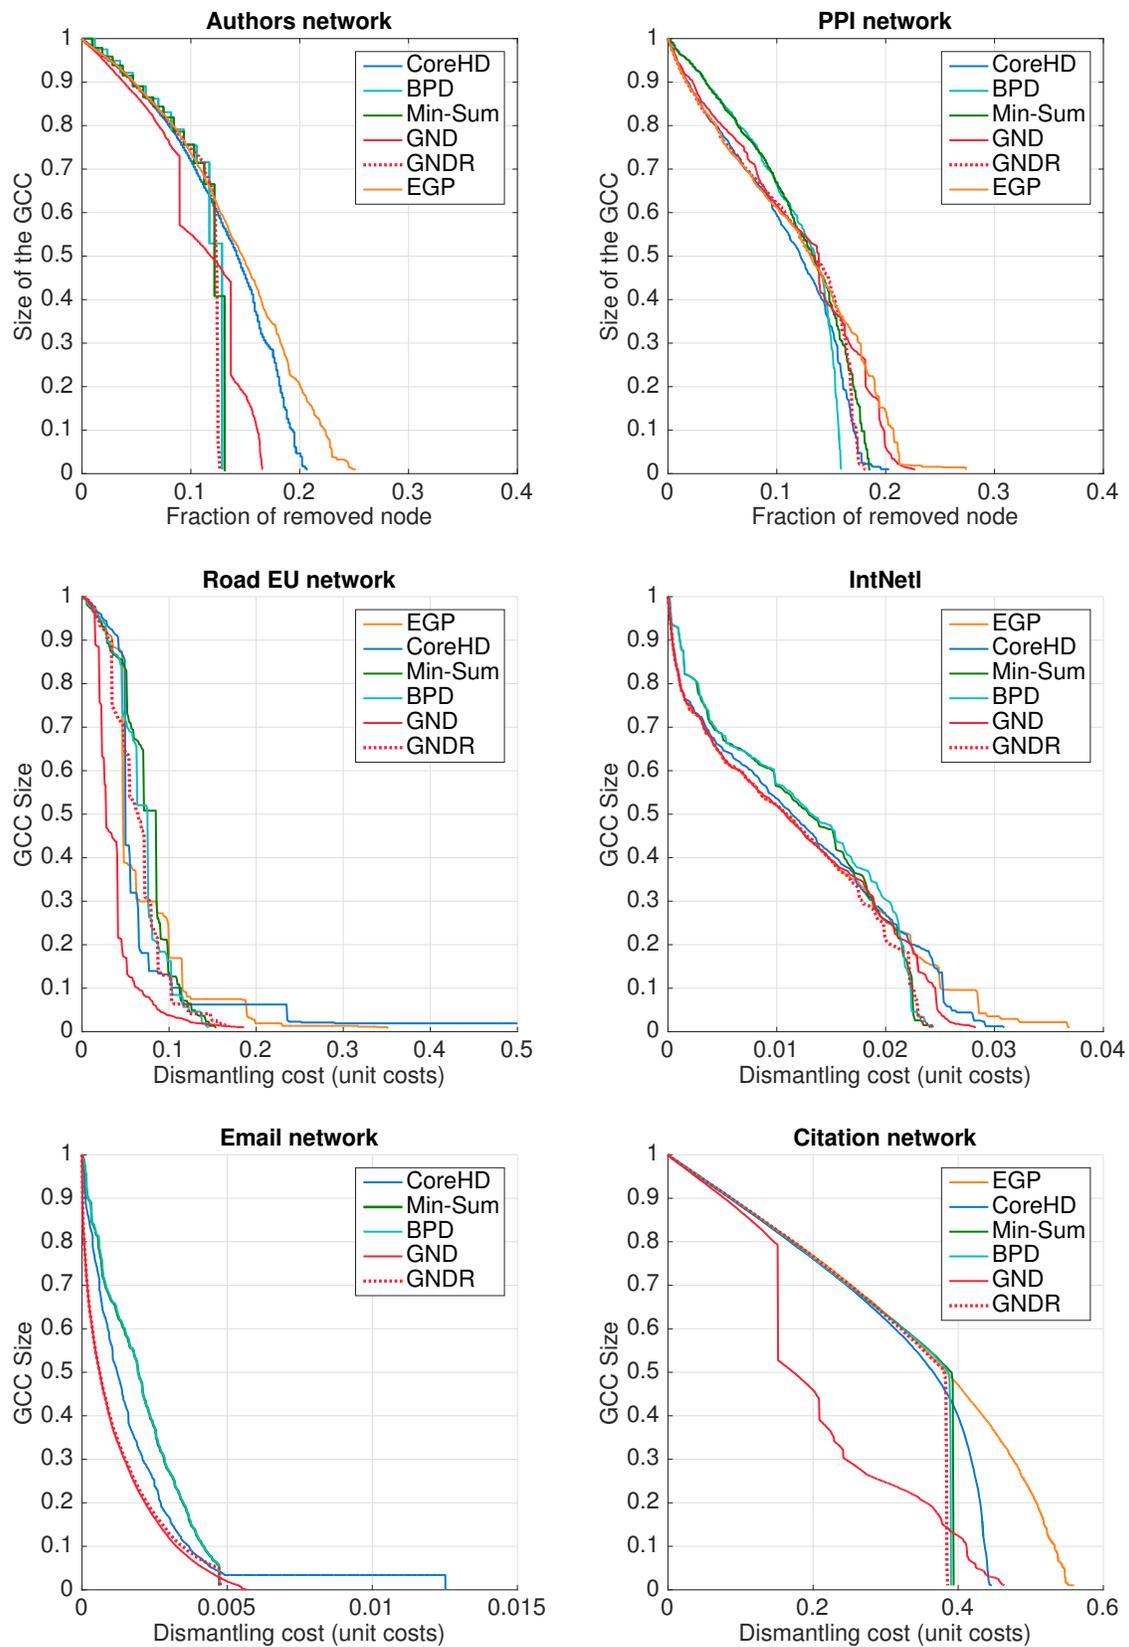 Authors network
PPI network
1
0.9
0.8
0.7
0.6
0.5
0.4
0.3
0.2
0.1
0
Size of the GCC
CoreHD
BPD
Min-Sum
GND
GNDR
EGP
0 0.1 0.2 0.3 0.4
Fraction of removed node
1
0.9
0.8
0.7
0.6
0.5
0.4
0.3
0.2
0.1
0
Size of the GCC
CoreHD
BPD
Min-Sum
GND
GNDR
EGP
0 0.1 0.2 0.3 0.4
Fraction of removed node
Road EU network
IntNetI
1
0.9
0.8
0.7
0.6
0.5
0.4
0.3
0.2
0.1
0
GCC Size
EGP
CoreHD
Min-Sum
BPD
GND
GNDR
0 0.1 0.2 0.3 0.4 0.5
Dismantling cost (unit costs)
1
0.9
0.8
0.7
0.6
0.5
0.4
0.3
0.2
0.1
0
GCC Size
EGP
CoreHD
Min-Sum
BPD
GND
GNDR
0 0.01 0.02 0.03 0.04
Dismantling cost (unit costs)
Email network
Citation network
1
0.9
0.8
0.7
0.6
0.5
0.4
0.3
0.2
0.1
0
GCC Size
CoreHD
Min-Sum
BPD
GND
GNDR
0 0.005 0.01 0.015
Dismantling cost (unit costs)
1
0.9
0.8
0.7
0.6
0.5
0.4
0.3
0.2
0.1
0
GCC Size
EGP
CoreHD
Min-Sum
BPD
GND
GNDR
0 0.2 0.4 0.6
Dismantling cost (unit costs)